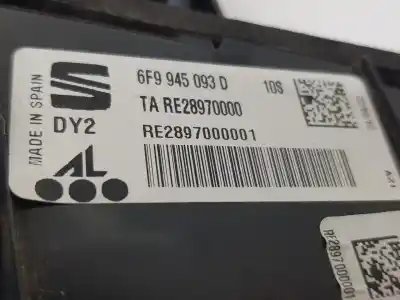 MADE IN SPAIN
6F9 945 093 D 10S
TA RE28970000
DY2
RE2897000001
AL
RE2897000001